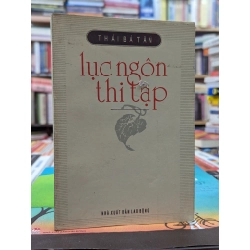 THÁI BÁ TÂN
lục ngôn
thi tập
NHÀ XUẤT BẢN LAO ĐỘNG